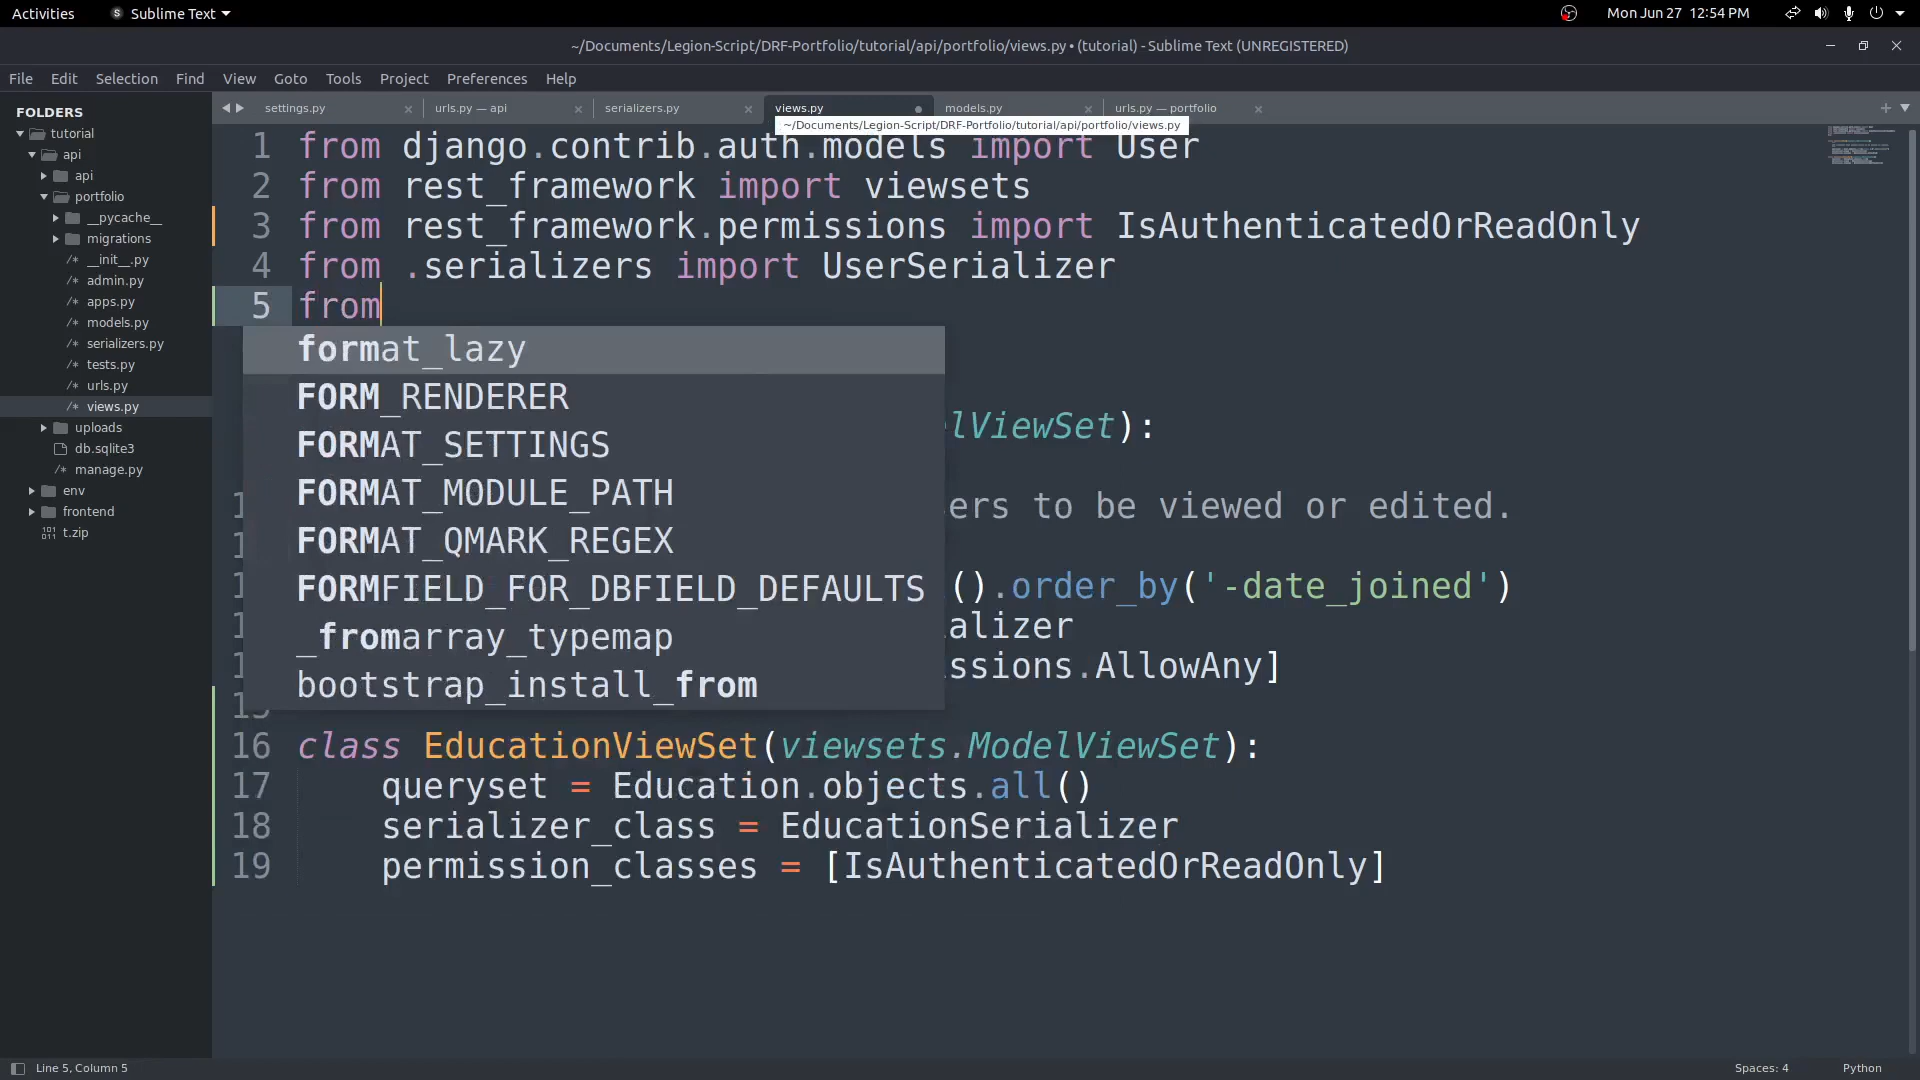 Activities Sublime Text Mon Jun 27 12:54 PM
~/Documents/Legion-Script/DRF-Portfolio/tutorial/api/portfolio/views.py • (tutorial) - Sublime Text (UNREGISTERED)
File Edit Selection Find View Goto Tools Project Preferences Help
FOLDERS
tutorial
api
api
portfolio
__pycache__
migrations
__init__.py
admin.py
apps.py
models.py
serializers.py
tests.py
urls.py
views.py
uploads
db.sqlite3
manage.py
env
frontend
t.zip
settings.py urls.py — api serializers.py views.py models.py urls.py — portfolio
~/Documents/Legion-Script/DRF-Portfolio/tutorial/api/portfolio/views.py
1 from django.contrib.auth.models import User
2 from rest_framework import viewsets
3 from rest_framework.permissions import IsAuthenticatedOrReadOnly
4 from .serializers import UserSerializer
5 from
format_lazy
FORM_RENDERER
FORMAT_SETTINGS
FORMAT_MODULE_PATH
FORMAT_QMARK_REGEX
FORMFIELD_FOR_DBFIELD_DEFAULTS
_fromarray_typemap
bootstrap_install_from
elViewSet):
ers to be viewed or edited.
().order_by('-date_joined')
alizer
ssions.AllowAny]
16 class EducationViewSet(viewsets.ModelViewSet):
17 queryset = Education.objects.all()
18 serializer_class = EducationSerializer
19 permission_classes = [IsAuthenticatedOrReadOnly]
Line 5, Column 5 Spaces: 4 Python